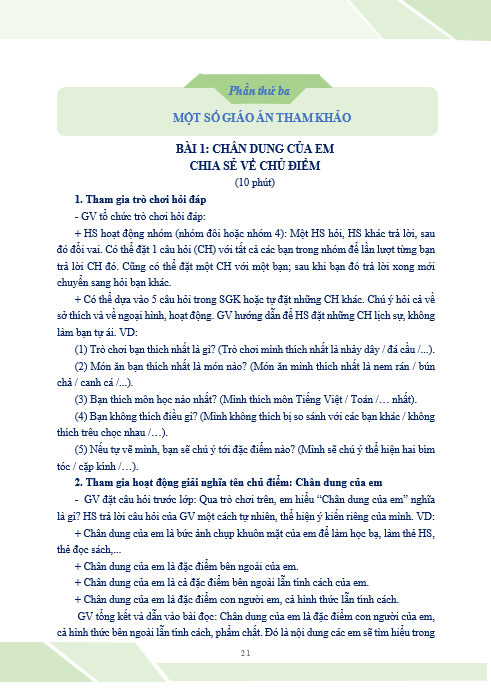 Phần thứ ba
MỘT SỐ GIÁO ÁN THAM KHẢO
BÀI 1: CHÂN DUNG CỦA EM
CHIA SẺ VỀ CHỦ ĐIỂM
(10 phút)
1. Tham gia trò chơi hỏi đáp
- GV tổ chức trò chơi hỏi đáp:
+ HS hoạt động nhóm (nhóm đôi hoặc nhóm 4): Một HS hỏi, HS khác trả lời, sau
đó đổi vai. Có thể đặt 1 câu hỏi (CH) với tất cả các bạn trong nhóm để lần lượt từng bạn
trả lời CH đó. Cũng có thể đặt một CH với một bạn; sau khi bạn đó trả lời xong mới
chuyển sang hỏi bạn khác.
+ Có thể dựa vào 5 câu hỏi trong SGK hoặc tự đặt những CH khác. Chú ý hỏi cả về
sở thích và về ngoại hình, hoạt động. GV hướng dẫn để HS đặt những CH lịch sự, không
làm bạn tự ái. VD:
(1) Trò chơi bạn thích nhất là gì? (Trò chơi mình thích nhất là nhảy dây / đá cầu /...).
(2) Món ăn bạn thích nhất là món nào? (Món ăn mình thích nhất là nem rán / bún
chả / canh cá /...).
(3) Bạn thích môn học nào nhất? (Mình thích môn Tiếng Việt / Toán /… nhất).
(4) Bạn không thích điều gì? (Mình không thích bị so sánh với các bạn khác / không
thích trêu chọc nhau /…).
(5) Nếu tự vẽ mình, bạn sẽ chú ý tới đặc điểm nào? (Mình sẽ chú ý thể hiện hai bím
tóc / cặp kính /…).
2. Tham gia hoạt động giải nghĩa tên chủ điểm: Chân dung của em
- GV đặt câu hỏi trước lớp: Qua trò chơi trên, em hiểu “Chân dung của em” nghĩa
là gì? HS trả lời câu hỏi của GV một cách tự nhiên, thể hiện ý kiến riêng của mình. VD:
+ Chân dung của em là bức ảnh chụp khuôn mặt của em để làm học bạ, làm thẻ HS,
thẻ đọc sách,...
+ Chân dung của em là đặc điểm bên ngoài của em.
+ Chân dung của em là cả đặc điểm bên ngoài lẫn tính cách của em.
+ Chân dung của em là đặc điểm con người em, cả hình thức lẫn tính cách.
GV tổng kết và dẫn vào bài đọc: Chân dung của em là đặc điểm con người của em,
cả hình thức bên ngoài lẫn tính cách, phẩm chất. Đó là nội dung các em sẽ tìm hiểu trong
21